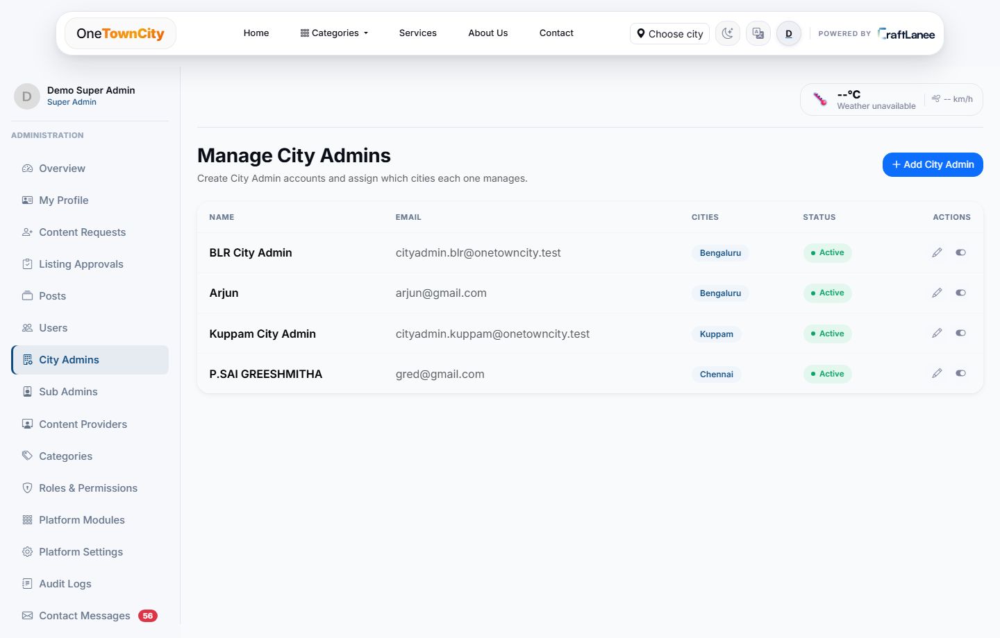 OneTownCity
Home
Categories
Services
About Us
Contact
Choose city
D
POWERED BY
CraftLanee
D
Demo Super Admin
Super Admin
ADMINISTRATION
Overview
My Profile
Content Requests
Listing Approvals
Posts
Users
City Admins
Sub Admins
Content Providers
Categories
Roles & Permissions
Platform Modules
Platform Settings
Audit Logs
Contact Messages 56
--°C
Weather unavailable
-- km/h
Manage City Admins
Create City Admin accounts and assign which cities each one manages.
+ Add City Admin
NAME EMAIL CITIES STATUS ACTIONS
BLR City Admin cityadmin.blr@onetowncity.test Bengaluru Active
Arjun arjun@gmail.com Bengaluru Active
Kuppam City Admin cityadmin.kuppam@onetowncity.test Kuppam Active
P.SAI GREESHMITHA gred@gmail.com Chennai Active